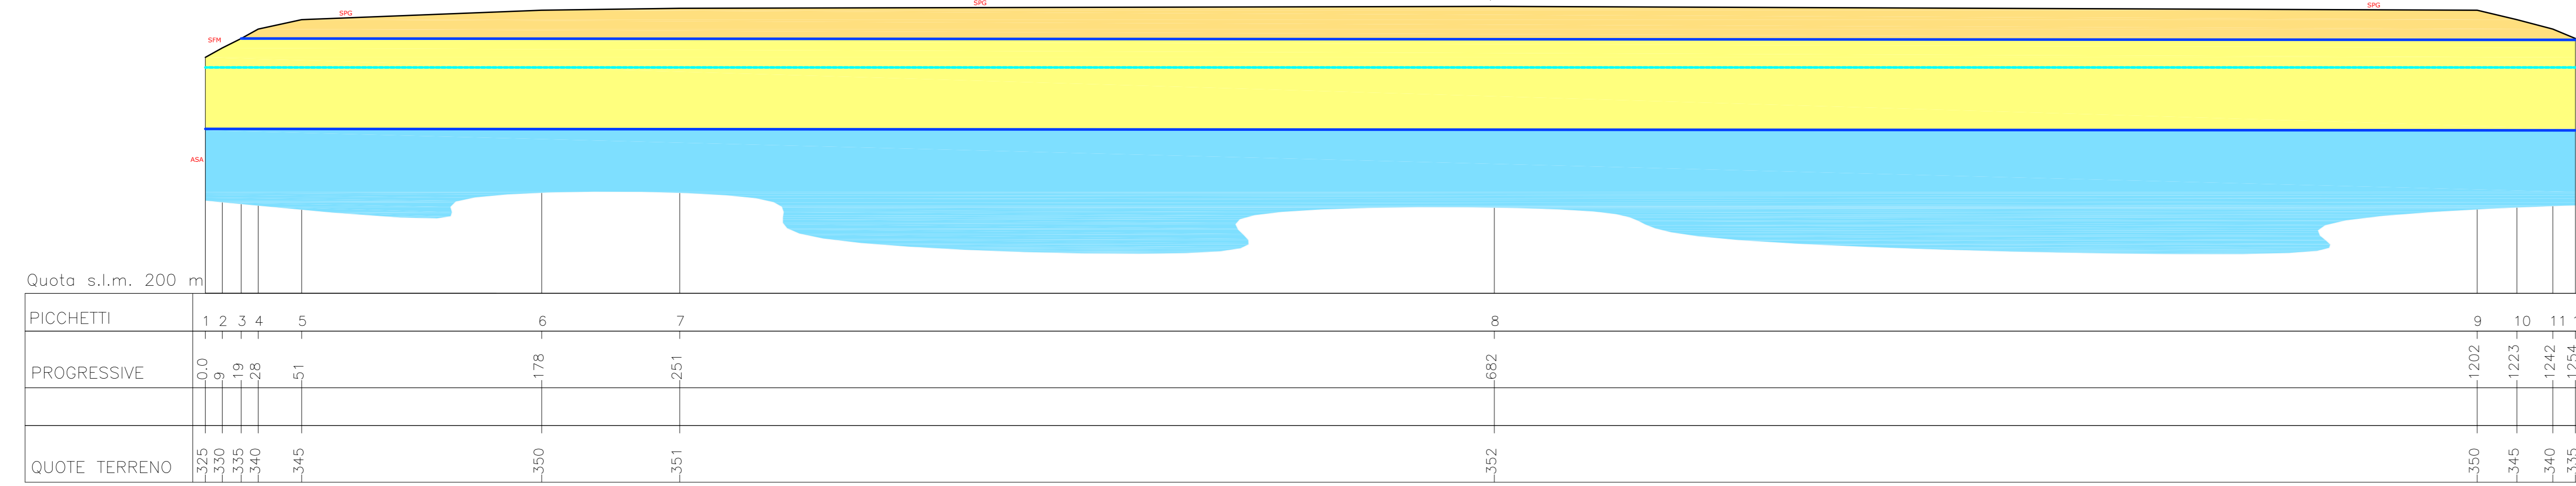 SPG
SPG
SPG
SFM
ASA
Quota s.l.m. 200 m
PICCHETTI 1 2 3 4 5 6 7 8 9 10 11
PROGRESSIVE 0.0 9 19 28 51 178 251 682 1202 1223 1242 1254
QUOTE TERRENO 325 330 335 340 345 350 351 352 350 345 340 335